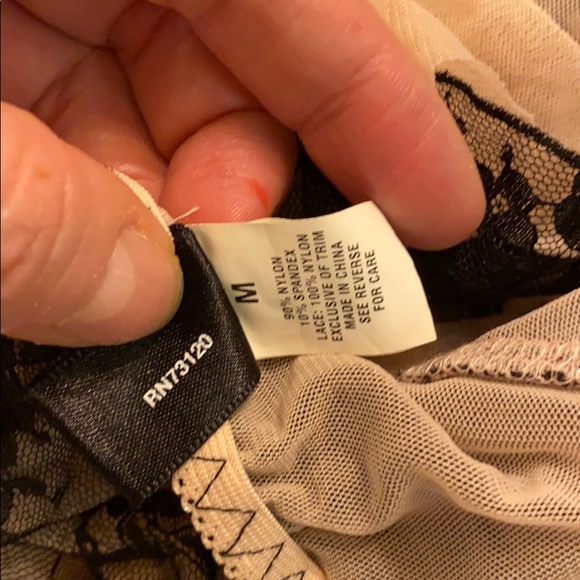 M
90% NYLON
10% SPANDEX
LACE: 100% NYLON
EXCLUSIVE OF TRIM
MADE IN CHINA
SEE REVERSE
FOR CARE
RN73120